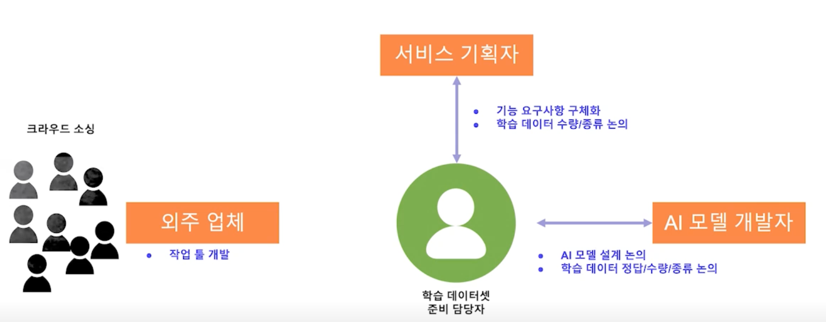 서비스 기획자
기능 요구사항 구체화
학습 데이터 수량/종류 논의
크라우드 소싱
외주 업체
작업 툴 개발
AI 모델 개발자
AI 모델 설계 논의
학습 데이터 정답/수량/종류 논의
학습 데이터셋
준비 담당자